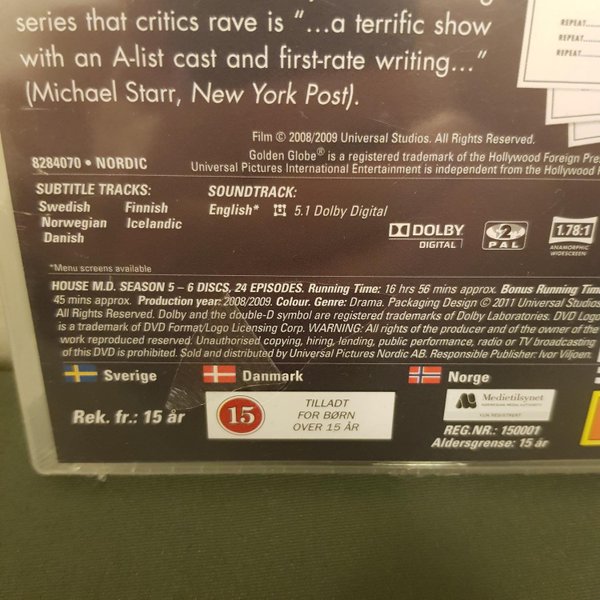 series that critics rave is “...a terrific show
with an A-list cast and first-rate writing...”
(Michael Starr, New York Post).
REPEAT
REPEAT
REPEAT
Film © 2008/2009 Universal Studios. All Rights Reserved.
Golden Globe® is a registered trademark of the Hollywood Foreign
8284070 • NORDIC
Universal Pictures International Entertainment is independent from the Hollywood
SUBTITLE TRACKS:
Swedish Finnish
Norwegian Icelandic
Danish
SOUNDTRACK:
English* 5.1 Dolby Digital
DOLBY
DIGITAL
2
PAL
1.78:1
ANAMORPHIC
WIDESCREEN
*Menu screens available
HOUSE M.D. SEASON 5 – 6 DISCS, 24 EPISODES. Running Time: 16 hrs 56 mins approx. Bonus Running
45 mins approx. Production year: 2008/2009. Colour. Genre: Drama. Packaging Design © 2011 Universal Studios
All Rights Reserved. Dolby and the double-D symbol are registered trademarks of Dolby Laboratories. DVD Logo
is a trademark of DVD Format/Logo Licensing Corp. WARNING: All rights of the producer and of the owner of the
work reproduced reserved. Unauthorised copying, hiring, lending, public performance, radio or TV broadcasting
of this DVD is prohibited. Sold and distributed by Universal Pictures Nordic AB. Responsible Publisher: Ivor Viljoen.
Sverige
Rek. fr.: 15 år
Danmark
15
TILLADT
FOR BØRN
OVER 15 ÅR
Norge
Medietilsynet
NORWEGIAN MEDIA AUTHORITY
FILM REGISTRERT
REG.NR.: 150001
Aldersgrense: 15 år